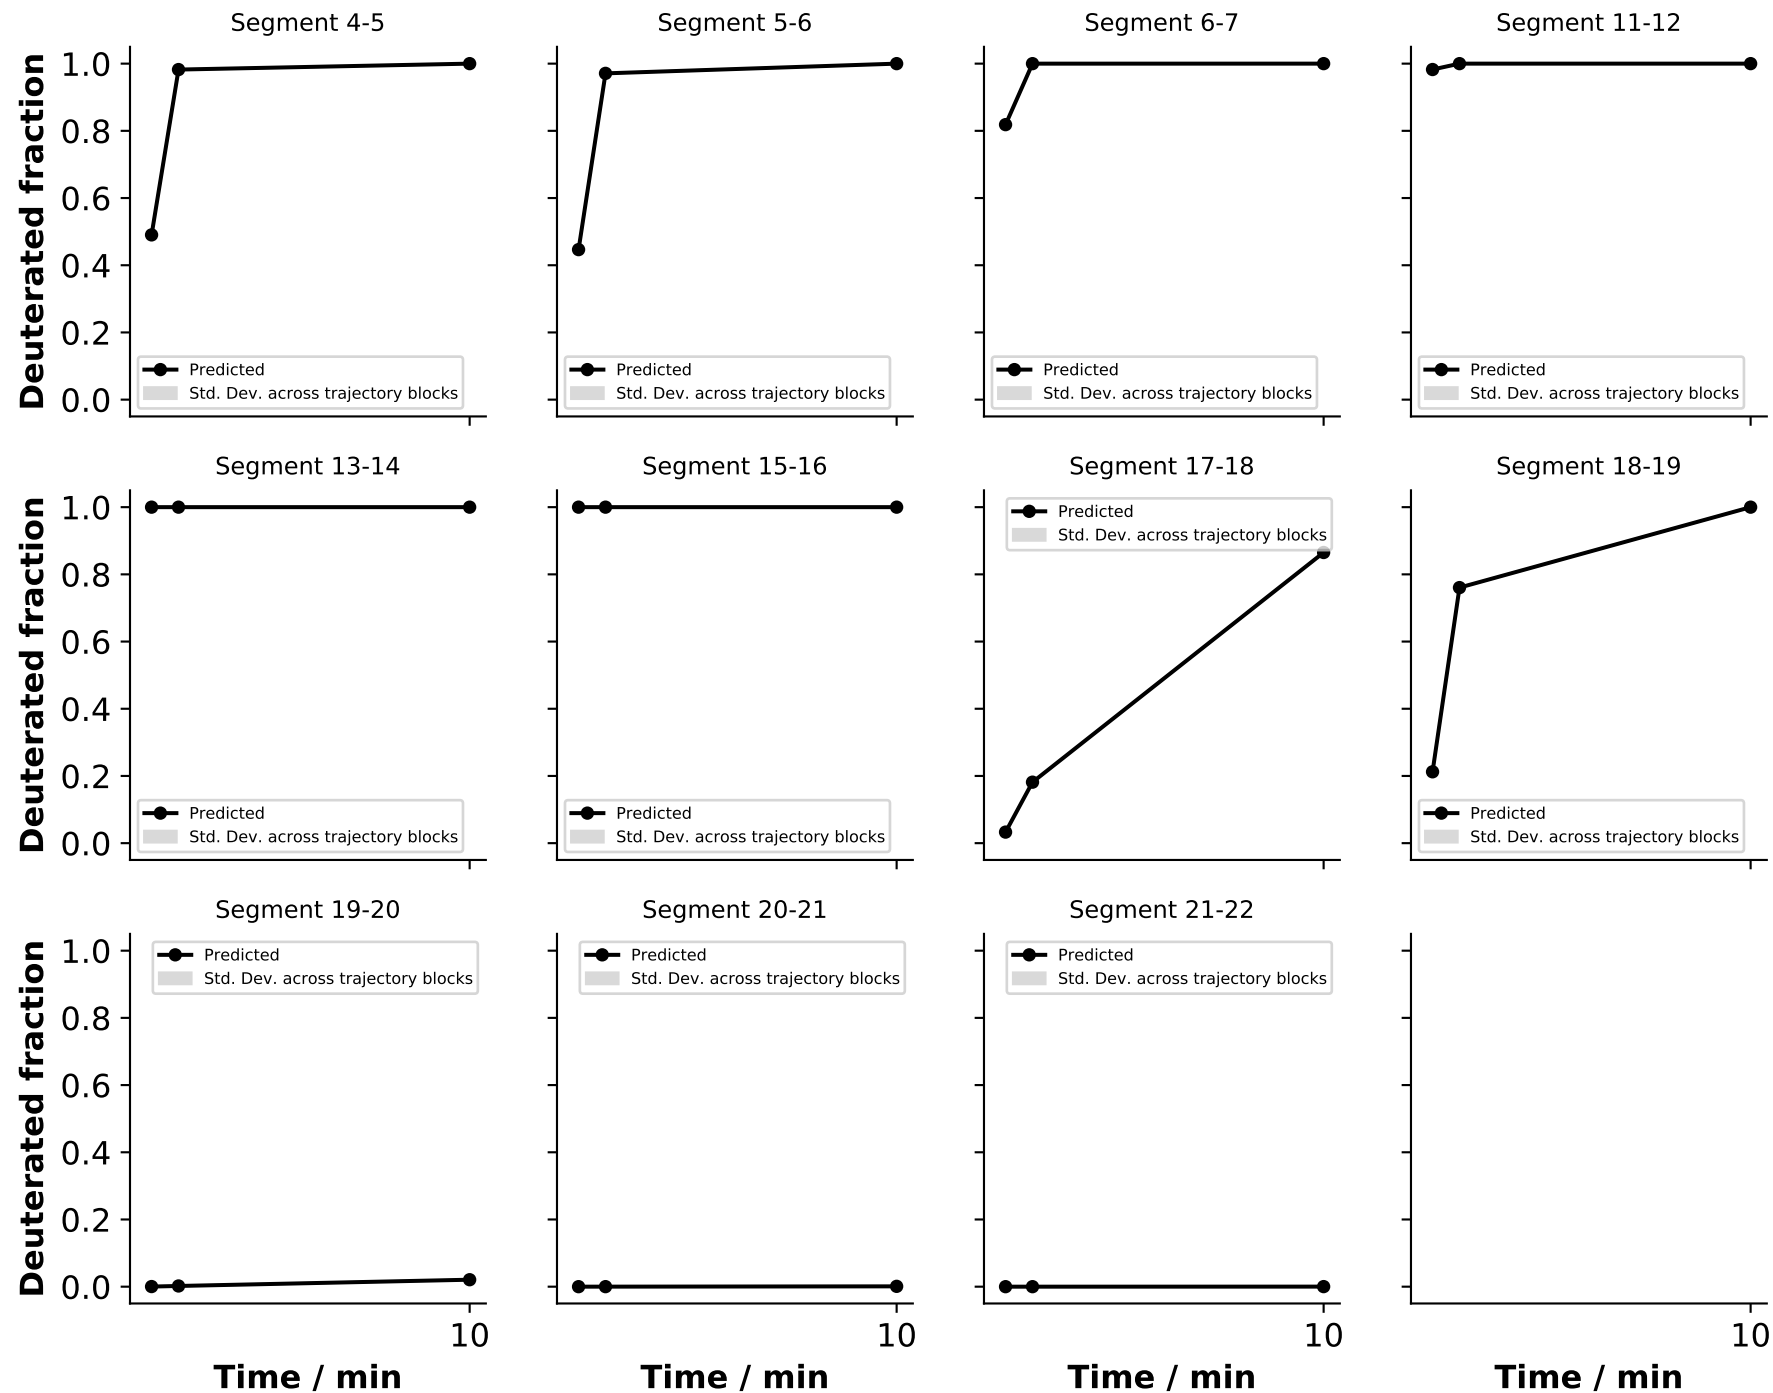 Segment 4-5
Segment 5-6
Segment 6-7
Segment 11-12
Deuterated fraction
1.0
0.8
0.6
0.4
0.2
0.0
Predicted
Std. Dev. across trajectory blocks
Predicted
Std. Dev. across trajectory blocks
Predicted
Std. Dev. across trajectory blocks
Predicted
Std. Dev. across trajectory blocks
Segment 13-14
Segment 15-16
Segment 17-18
Segment 18-19
Deuterated fraction
1.0
0.8
0.6
0.4
0.2
0.0
Predicted
Std. Dev. across trajectory blocks
Predicted
Std. Dev. across trajectory blocks
Predicted
Std. Dev. across trajectory blocks
Predicted
Std. Dev. across trajectory blocks
Segment 19-20
Segment 20-21
Segment 21-22
Deuterated fraction
1.0
0.8
0.6
0.4
0.2
0.0
Predicted
Std. Dev. across trajectory blocks
Predicted
Std. Dev. across trajectory blocks
Predicted
Std. Dev. across trajectory blocks
10
10
10
10
Time / min
Time / min
Time / min
Time / min